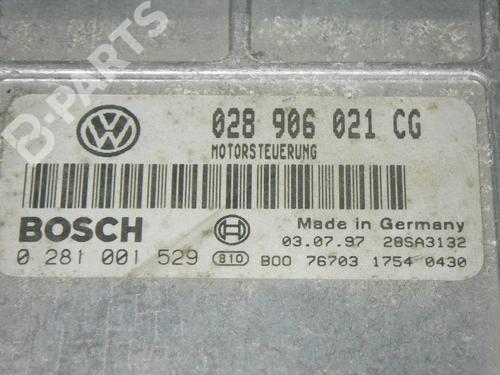 B-PARTS
028 906 021 CG
MOTORSTEUERUNG
BOSCH
Made in Germany
03.07.97 28SA3132
0 281 001 529 B10 B00 76703 1754 0430